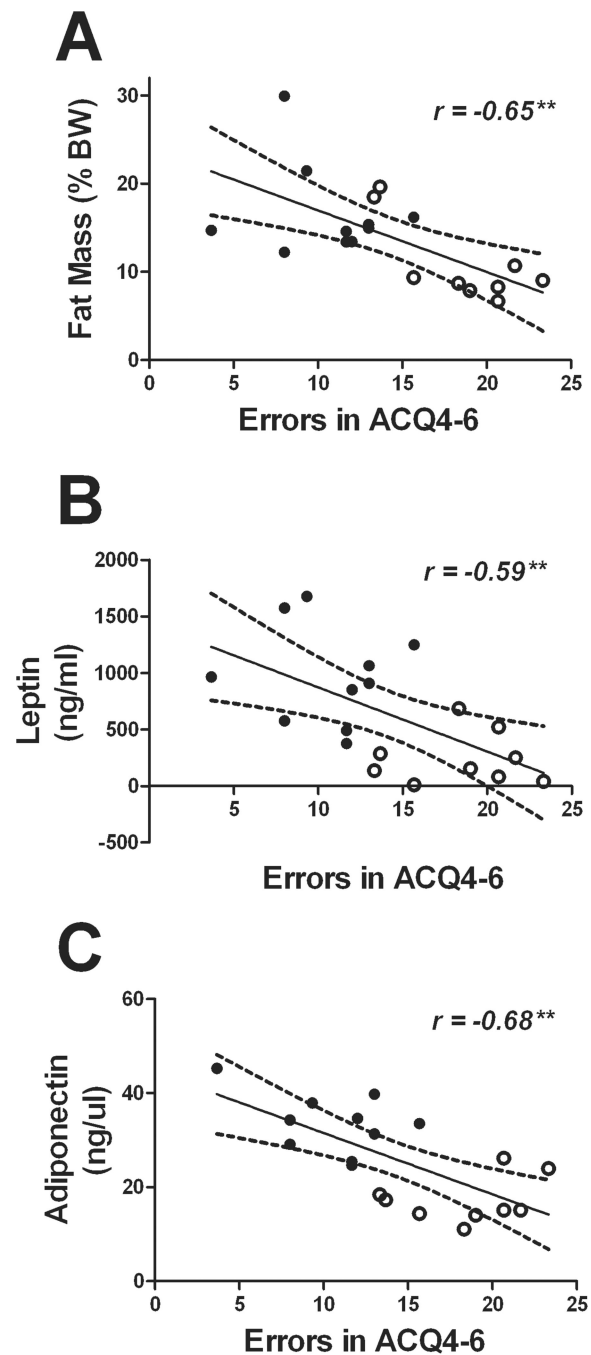 A
r = -0.65**
Fat Mass (% BW)
30
20
10
0
0 5 10 15 20 25
Errors in ACQ4-6
B
r = -0.59**
Leptin
(ng/ml)
2000
1500
1000
500
0
-500
5 10 15 20 25
Errors in ACQ4-6
C
r = -0.68**
Adiponectin
(ng/ul)
60
40
20
0
0 5 10 15 20 25
Errors in ACQ4-6